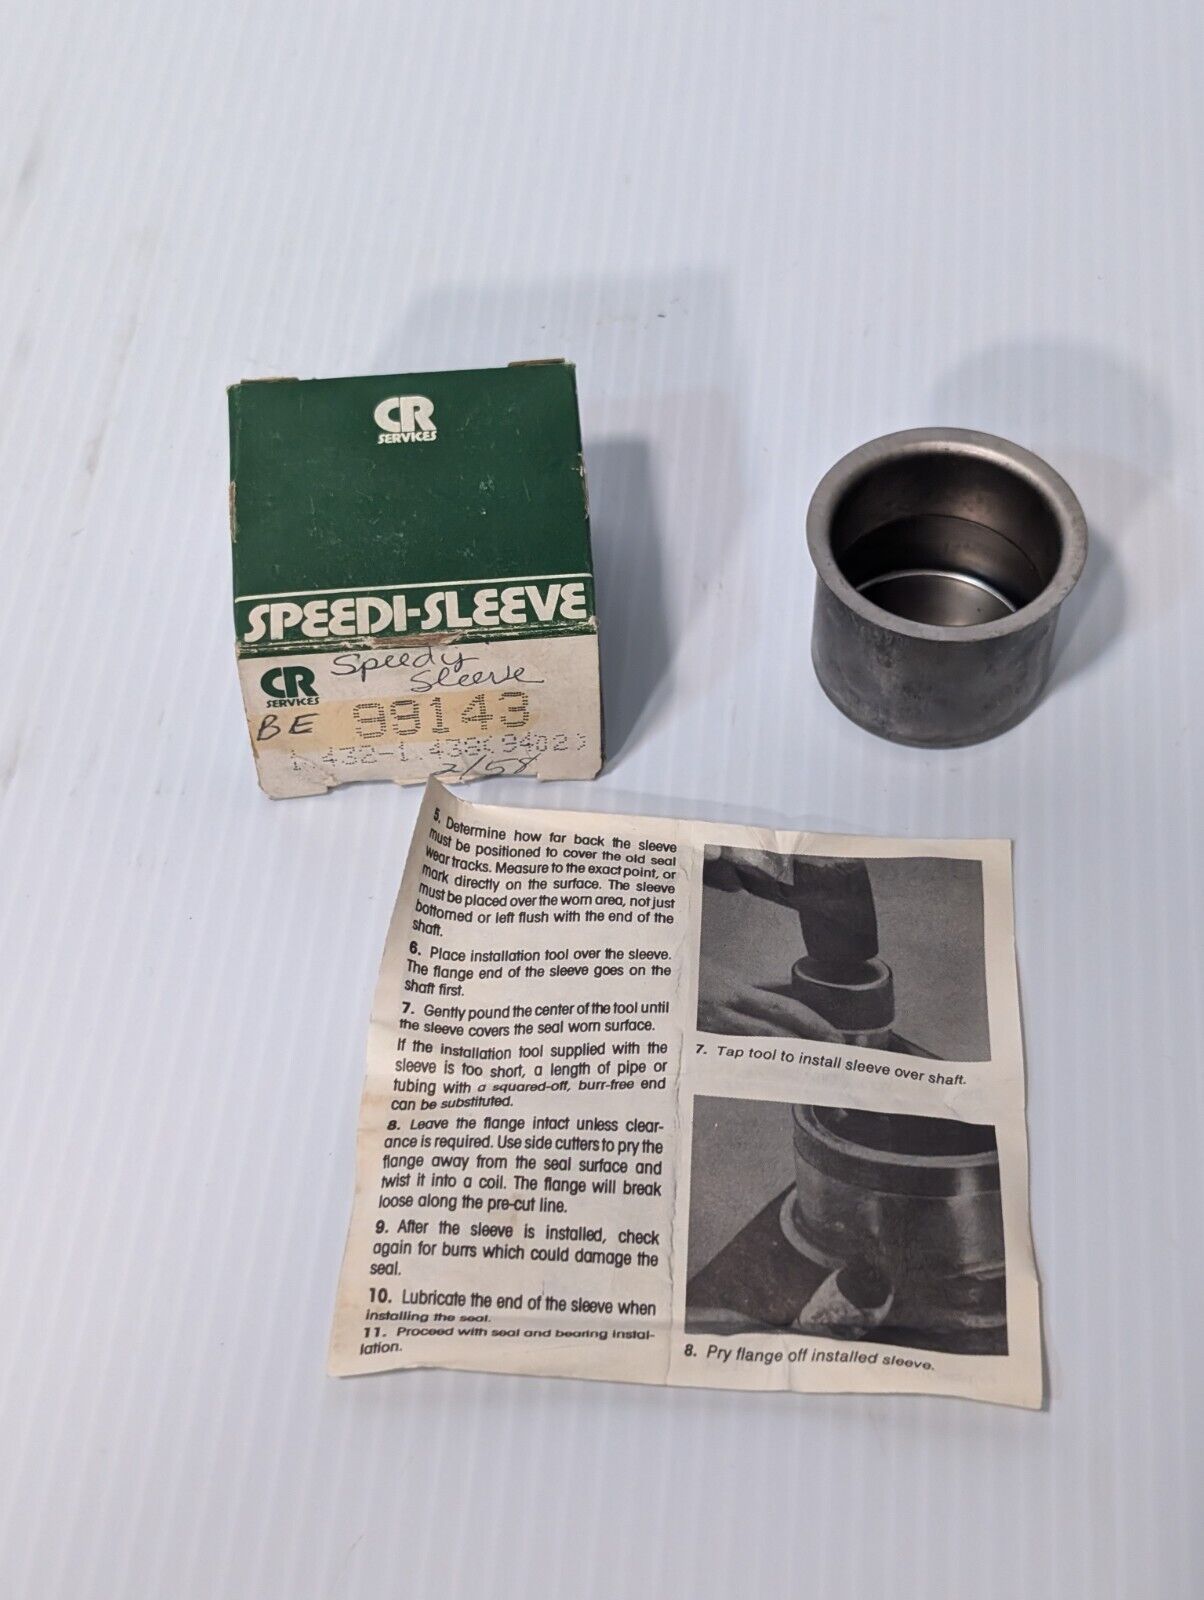 CR
SERVICES
SPEEDI-SLEEVE
CR
SERVICES
Speedy
Sleeve
BE 99143
1.432-1.438(9402)
2/58
5. Determine how far back the sleeve
must be positioned to cover the old seal
wear tracks. Measure to the exact point, or
mark directly on the surface. The sleeve
must be placed over the worn area, not just
bottomed or left flush with the end of the
shaft.
6. Place installation tool over the sleeve.
The flange end of the sleeve goes on the
shaft first.
7. Gently pound the center of the tool until
the sleeve covers the seal worn surface.
If the installation tool supplied with the
sleeve is too short, a length of pipe or
tubing with a squared-off, burr-free end
can be substituted.
8. Leave the flange intact unless clear-
ance is required. Use side cutters to pry the
flange away from the seal surface and
twist it into a coil. The flange will break
loose along the pre-cut line.
9. After the sleeve is installed, check
again for burrs which could damage the
seal.
10. Lubricate the end of the sleeve when
installing the seal.
11. Proceed with seal and bearing instal-
lation.
7. Tap tool to install sleeve over shaft.
8. Pry flange off installed sleeve.